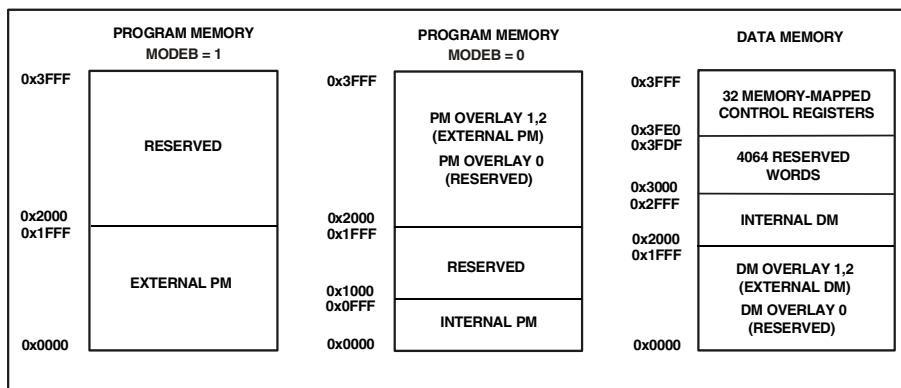 PROGRAM MEMORY
MODEB = 1
0x3FFF
RESERVED
0x2000
0x1FFF
EXTERNAL PM
0x0000
PROGRAM MEMORY
MODEB = 0
0x3FFF
PM OVERLAY 1,2
(EXTERNAL PM)
PM OVERLAY 0
(RESERVED)
0x2000
0x1FFF
RESERVED
0x1000
0x0FFF
INTERNAL PM
0x0000
DATA MEMORY
0x3FFF
32 MEMORY-MAPPED
CONTROL REGISTERS
0x3FE0
0x3FDF
4064 RESERVED
WORDS
0x3000
0x2FFF
INTERNAL DM
0x2000
0x1FFF
DM OVERLAY 1,2
(EXTERNAL DM)
DM OVERLAY 0
(RESERVED)
0x0000